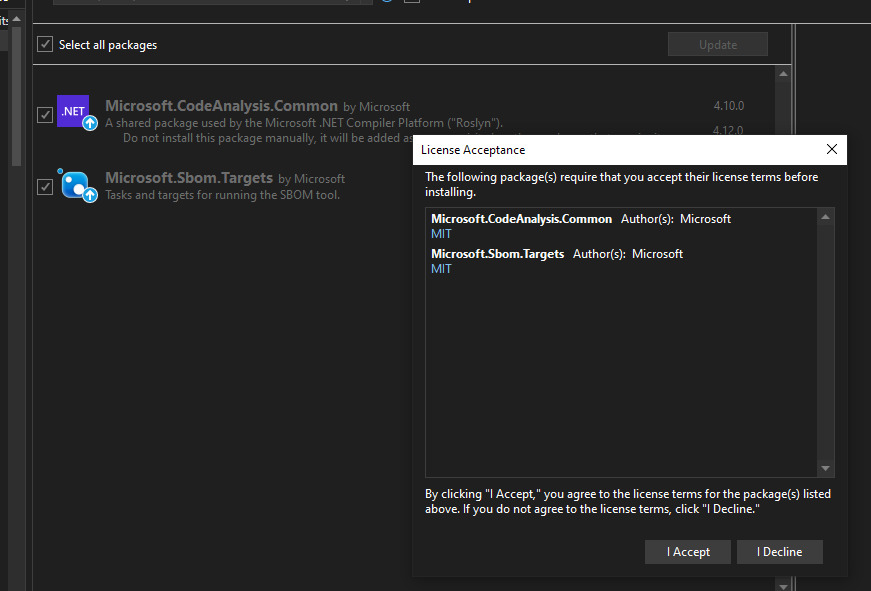 Select all packages
Update
.NET
Microsoft.CodeAnalysis.Common by Microsoft
4.10.0
A shared package used by the Microsoft .NET Compiler Platform ("Roslyn").
Do not install this package manually, it will be added as
4.12.0
Microsoft.Sbom.Targets by Microsoft
Tasks and targets for running the SBOM tool.
License Acceptance
The following package(s) require that you accept their license terms before
installing.
Microsoft.CodeAnalysis.Common Author(s): Microsoft
MIT
Microsoft.Sbom.Targets Author(s): Microsoft
MIT
By clicking "I Accept," you agree to the license terms for the package(s) listed
above. If you do not agree to the license terms, click "I Decline."
I Accept
I Decline